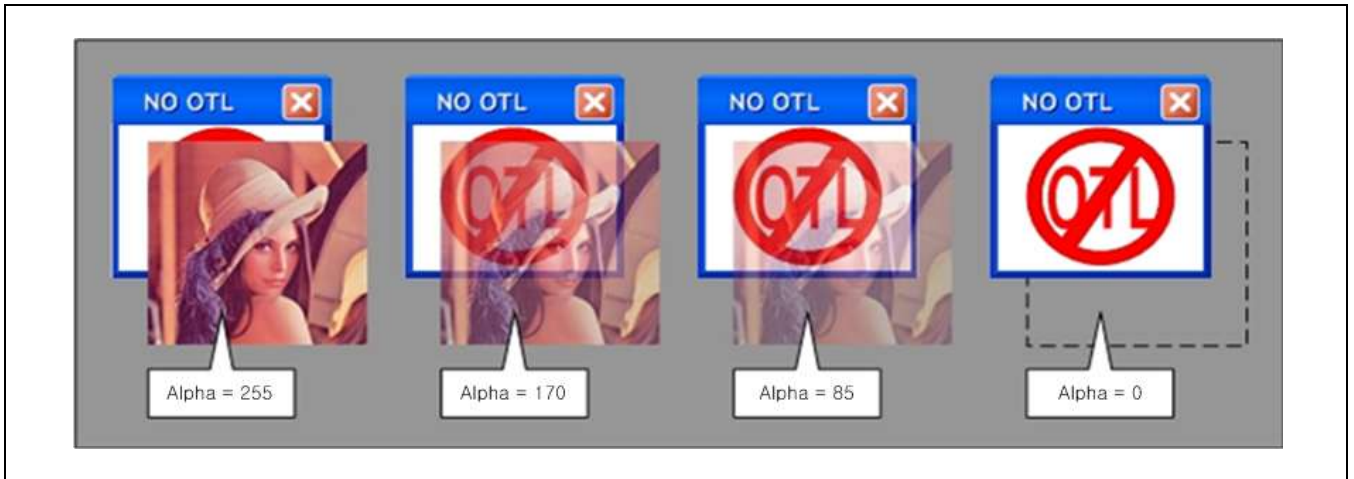 NO OTL
NO OTL
NO OTL
NO OTL
OTL
OTL
OTL
Alpha = 255
Alpha = 170
Alpha = 85
Alpha = 0